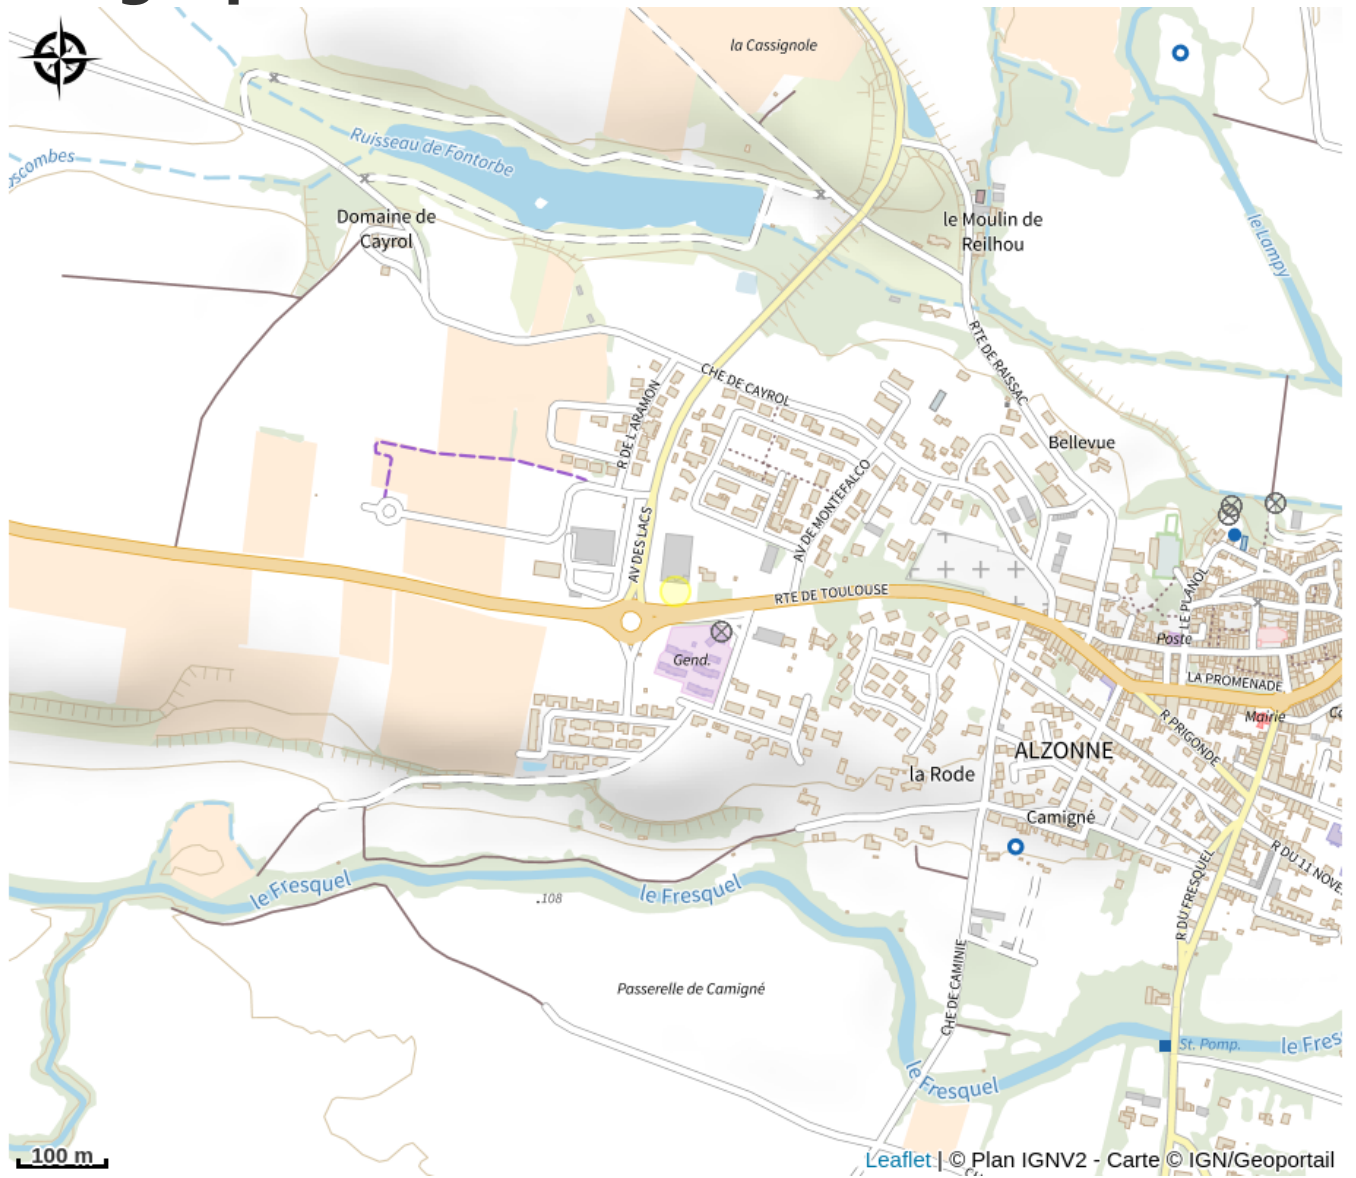 la Cassignole
Ruisseau de Fontorbe
Domaine de
Cayrol
le Moulin de
Reilhou
le Lampy
RTE DE RAISSAC
CHE DE CAYROL
R DE L'ARAMON
Bellevue
AV DE MONTEFALCO
AV DES LACS
RTE DE TOULOUSE
LE PLANOL
Poste
Gend.
LA PROMENADE
Mairie
R PRIGONDE
ALZONNE
la Rode
Camigné
R DU 11 NOVE
R DU FRESQUEL
le Fresquel
le Fresquel
.108
Passerelle de Camigné
CHE DE CAMINIE
St. Pomp.
le Fres
le Fresquel
100 m
Leaflet | © Plan IGNV2 - Carte © IGN/Geoportail